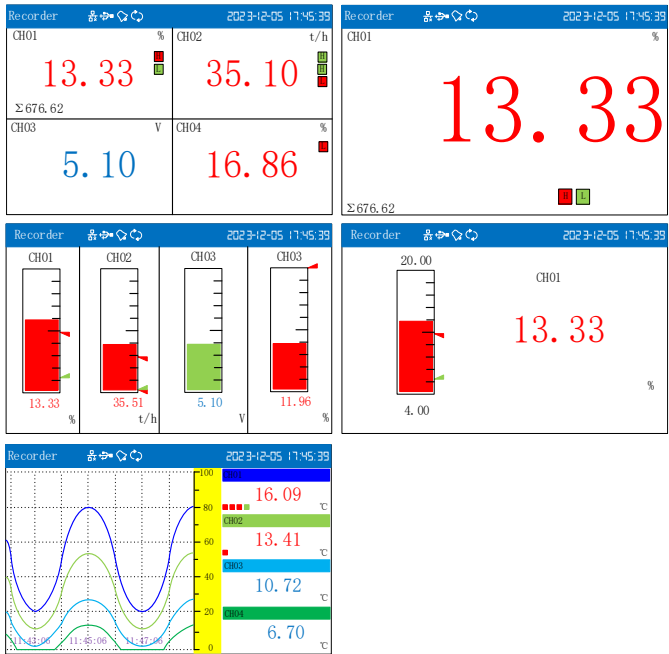 Recorder 2023-12-05 17:45:39
CH01 %
13.33
H
L
Σ676.62
CH02 t/h
35.10
H
H
CH03 V
5.10
CH04 %
16.86
L
Recorder 2023-12-05 17:45:39
CH01 %
13.33
H L
Σ676.62
Recorder 2023-12-05 17:45:39
CH01 CH02 CH03 CH03
13.33 35.51 5.10 11.96
% t/h V %
Recorder 2023-12-05 17:45:39
20.00
CH01
13.33
%
4.00
Recorder 2023-12-05 17:45:39
100
80
60
40
20
0
11:43:06 11:45:06 11:47:06
CH01
16.09
℃
CH02
13.41
℃
CH03
10.72
℃
CH04
6.70
℃